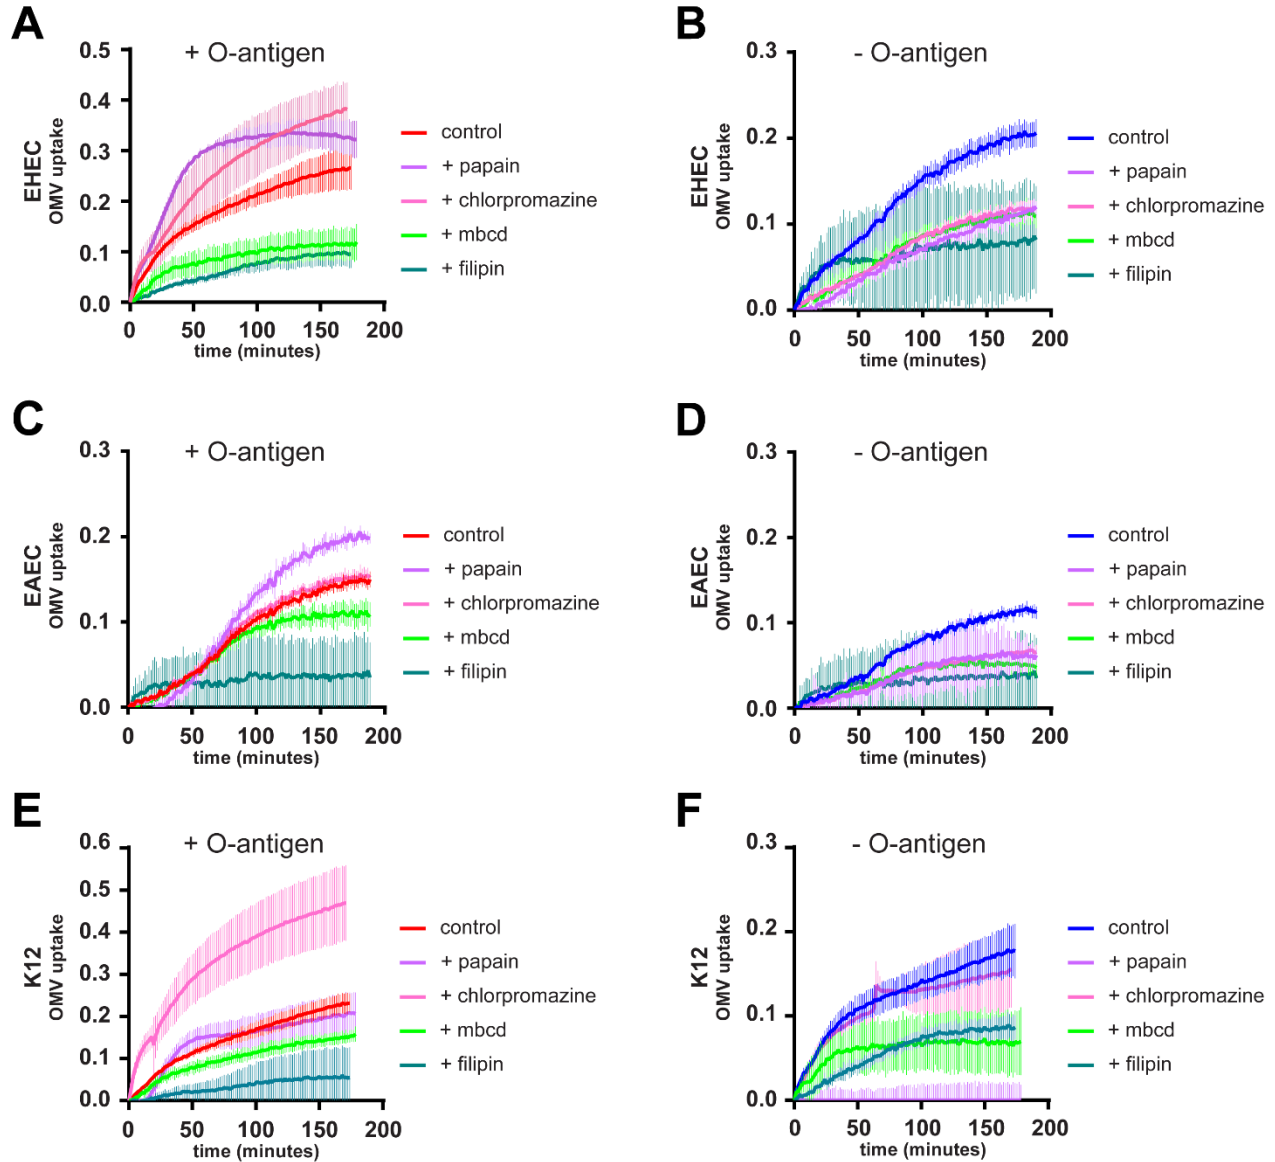 A
+ O-antigen
EHEC
OMV uptake
0.5
0.4
0.3
0.2
0.1
0.0
0 50 100 150 200
time (minutes)
control
+ papain
+ chlorpromazine
+ mbcd
+ filipin
B
- O-antigen
EHEC
OMV uptake
0.3
0.2
0.1
0.0
0 50 100 150 200
time (minutes)
control
+ papain
+ chlorpromazine
+ mbcd
+ filipin
C
+ O-antigen
EAEC
OMV uptake
0.3
0.2
0.1
0.0
0 50 100 150 200
time (minutes)
control
+ papain
+ chlorpromazine
+ mbcd
+ filipin
D
- O-antigen
EAEC
OMV uptake
0.3
0.2
0.1
0.0
0 50 100 150 200
time (minutes)
control
+ papain
+ chlorpromazine
+ mbcd
+ filipin
E
+ O-antigen
K12
OMV uptake
0.6
0.5
0.4
0.3
0.2
0.1
0.0
0 50 100 150 200
time (minutes)
control
+ papain
+ chlorpromazine
+ mbcd
+ filipin
F
- O-antigen
K12
OMV uptake
0.3
0.2
0.1
0.0
0 50 100 150 200
time (minutes)
control
+ papain
+ chlorpromazine
+ mbcd
+ filipin